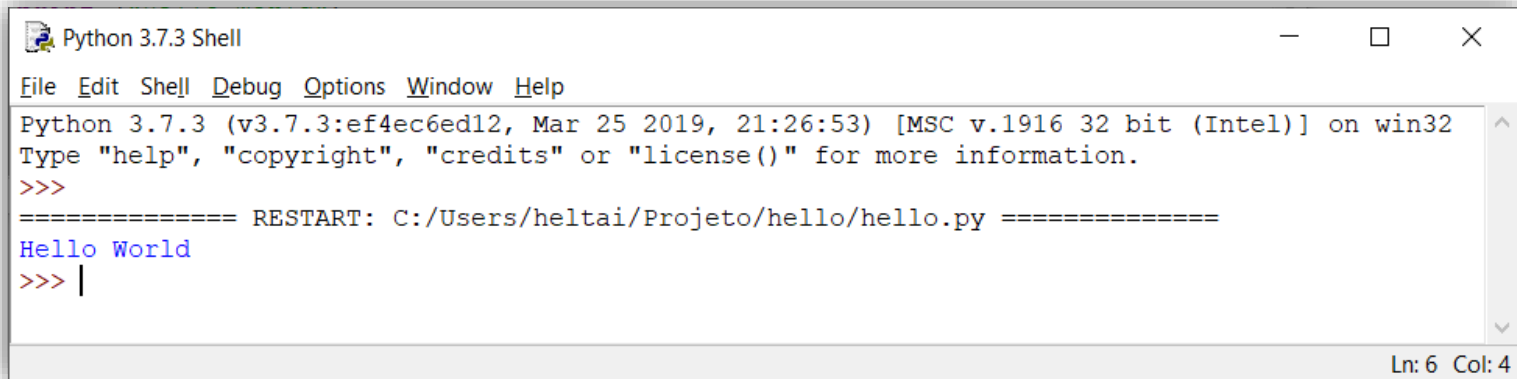 Python 3.7.3 Shell
File Edit Shell Debug Options Window Help
Python 3.7.3 (v3.7.3:ef4ec6ed12, Mar 25 2019, 21:26:53) [MSC v.1916 32 bit (Intel)] on win32
Type "help", "copyright", "credits" or "license()" for more information.
>>>
============== RESTART: C:/Users/heltai/Projeto/hello/hello.py ==============
Hello World
>>>
Ln: 6 Col: 4